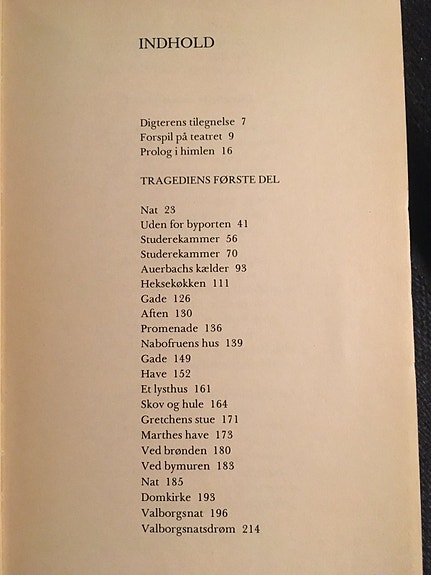 INDHOLD
Digterens tilegnelse 7
Forspil på teatret 9
Prolog i himlen 16
TRAGEDIENS FØRSTE DEL
Nat 23
Uden for byporten 41
Studerekammer 56
Studerekammer 70
Auerbachs kælder 93
Heksekøkken 111
Gade 126
Aften 130
Promenade 136
Nabofruens hus 139
Gade 149
Have 152
Et lysthus 161
Skov og hule 164
Gretchens stue 171
Marthes have 173
Ved brønden 180
Ved bymuren 183
Nat 185
Domkirke 193
Valborgsnat 196
Valborgsnatsdrøm 214